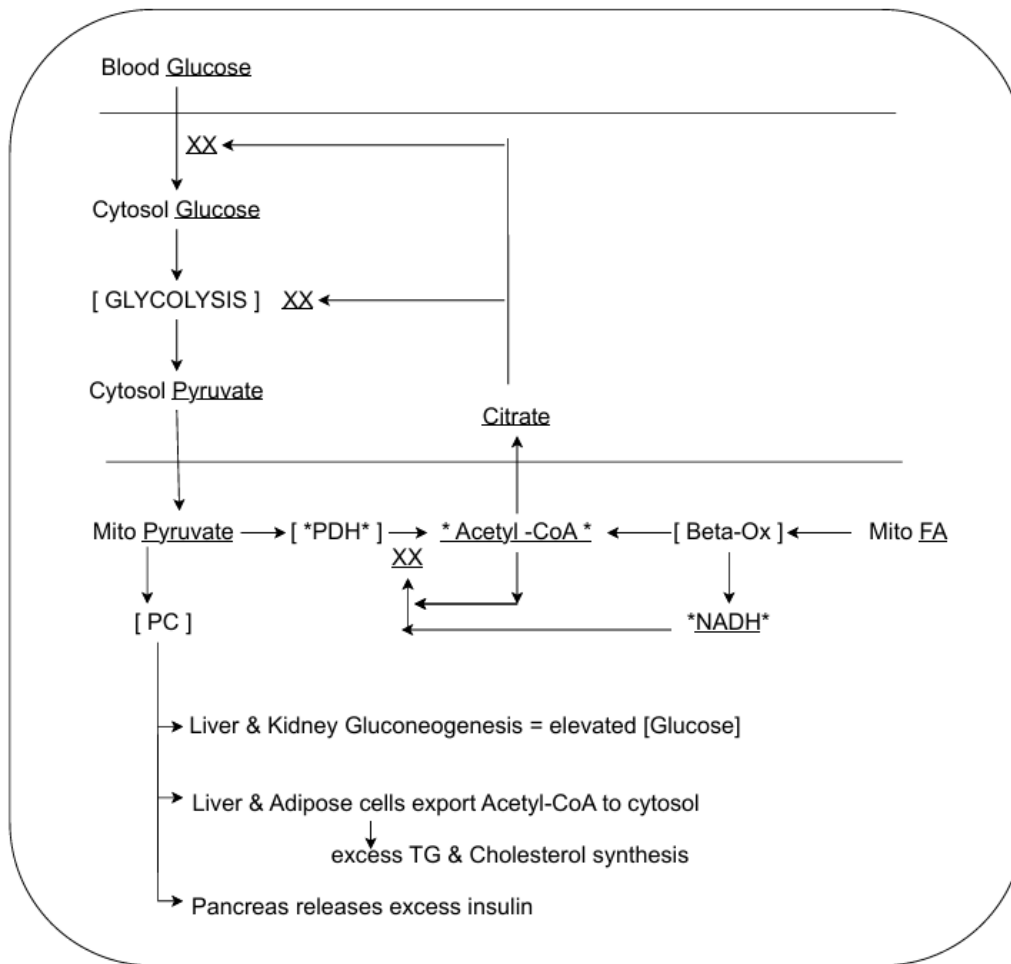 Blood Glucose
XX
Cytosol Glucose
[ GLYCOLYSIS ] XX
Cytosol Pyruvate
Citrate
Mito Pyruvate [ *PDH* ] * Acetyl -CoA * [ Beta-Ox ] Mito FA
XX
[ PC ] *NADH*
Liver & Kidney Gluconeogenesis = elevated [Glucose]
Liver & Adipose cells export Acetyl-CoA to cytosol
excess TG & Cholesterol synthesis
Pancreas releases excess insulin